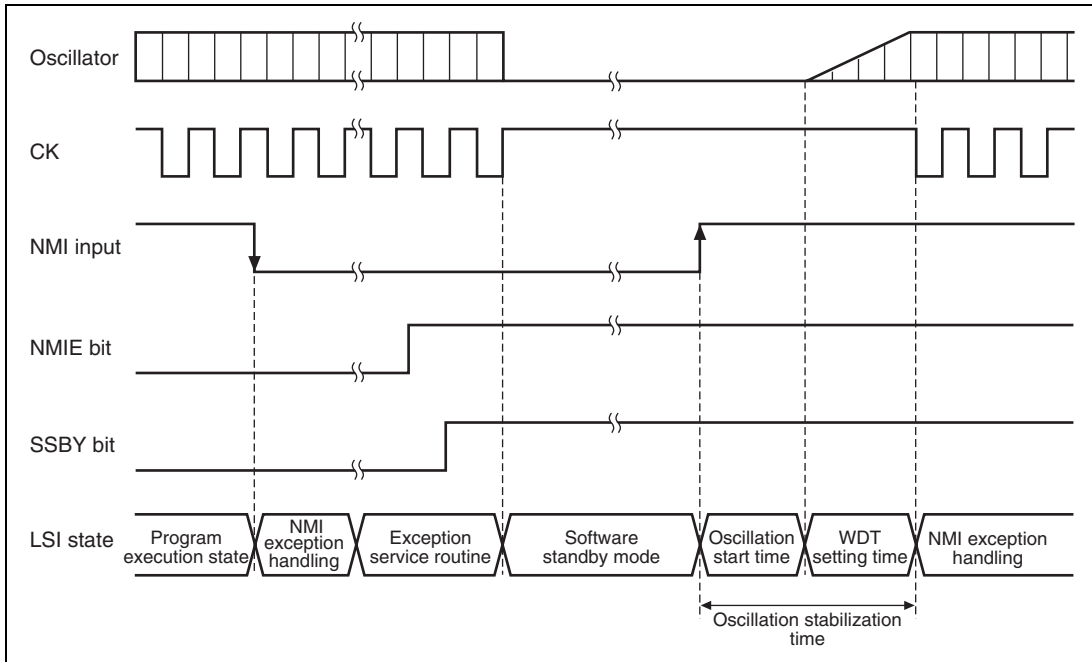 Oscillator
CK
NMI input
NMIE bit
SSBY bit
LSI state
Program
execution state
NMI
exception
handling
Exception
service routine
Software
standby mode
Oscillation
start time
WDT
setting time
NMI exception
handling
Oscillation stabilization
time